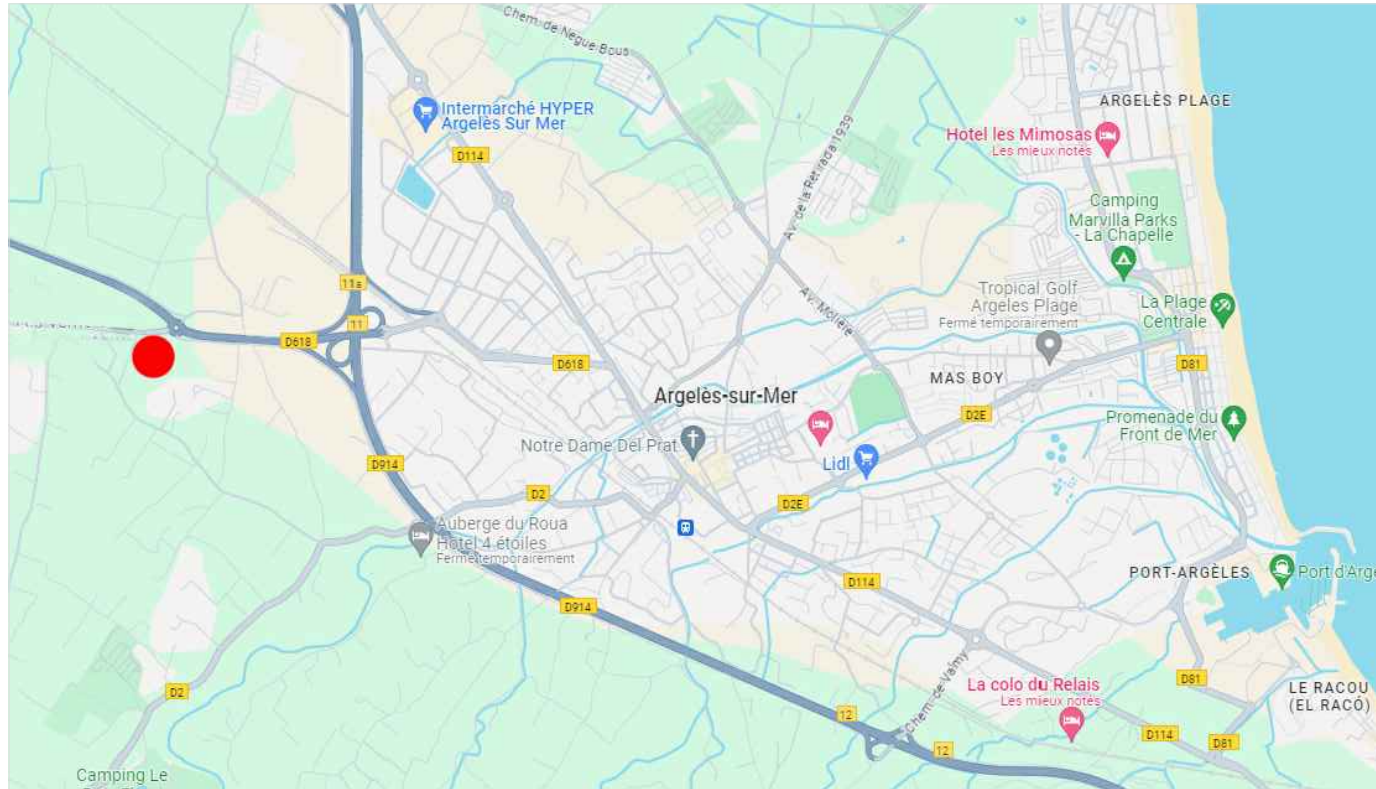 Chem. de Neguebous
ARGELÈS PLAGE
Intermarché HYPER
Argelès Sur Mer
Hotel les Mimosas
Les mieux notés
D114
Av. de la Retirada 1939
Camping
Marvilla Parks
- La Chapelle
11a
Tropical Golf
Argeles Plage
Fermé temporairement
Av. Molière
La Plage
Centrale
11
D618
D618
D81
MAS BOY
Argelès-sur-Mer
D2E
Promenade du
Front de Mer
Notre Dame Del Prat
Lidl
D914
D2
D2E
Auberge du Roua
Hôtel 4 étoiles
Fermé temporairement
PORT-ARGELÈS
Port d'Arge
D114
D914
Chem. de Valmy
La colo du Relais
Les mieux notés
D81
LE RACOU
(EL RACÓ)
D2
12
D114
D81
12
Camping Le